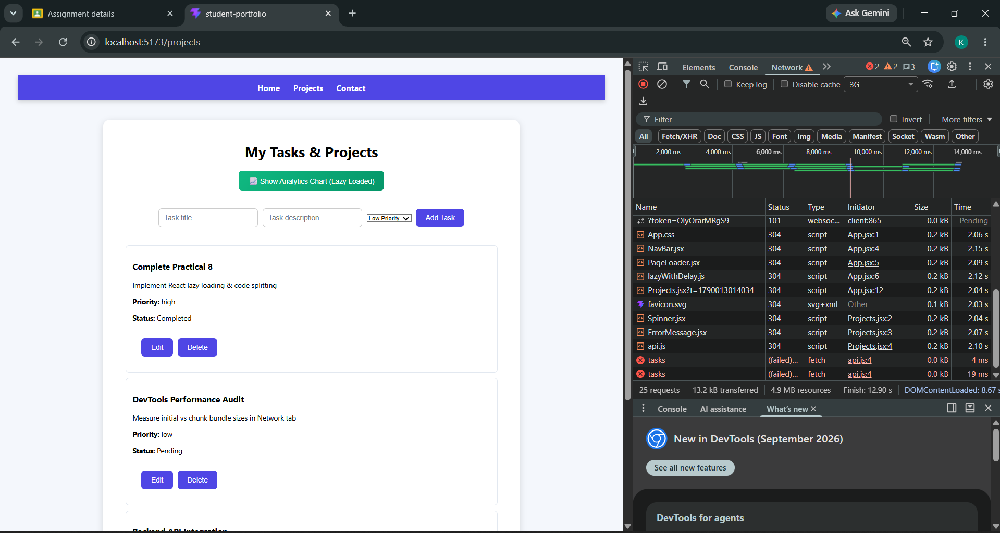 Assignment details
student-portfolio
Ask Gemini
localhost:5173/projects
K
Home Projects Contact
My Tasks & Projects
Show Analytics Chart (Lazy Loaded)
Task title Task description Low Priority Add Task
Complete Practical 8
Implement React lazy loading & code splitting
Priority: high
Status: Completed
Edit Delete
DevTools Performance Audit
Measure initial vs chunk bundle sizes in Network tab
Priority: low
Status: Pending
Edit Delete
Backend API Integration
Elements Console Network 2 2 3
Keep log Disable cache 3G
Filter Invert More filters
All Fetch/XHR Doc CSS JS Font Img Media Manifest Socket Wasm Other
2,000 ms 4,000 ms 6,000 ms 8,000 ms 10,000 ms 12,000 ms 14,000 ms
Name Status Type Initiator Size Time
?token=OlyOrarMRgS9 101 websoc... client:865 0.0 kB Pending
App.css 304 script App.jsx:1 0.2 kB 2.06 s
NavBar.jsx 304 script App.jsx:4 0.2 kB 2.15 s
PageLoader.jsx 304 script App.jsx:5 0.2 kB 2.09 s
lazyWithDelay.js 304 script App.jsx:6 0.2 kB 2.12 s
Projects.jsx?t=1790013014034 304 script App.jsx:12 0.2 kB 2.04 s
favicon.svg 304 svg+xml Other 0.1 kB 2.03 s
Spinner.jsx 304 script Projects.jsx:2 0.2 kB 2.04 s
ErrorMessage.jsx 304 script Projects.jsx:3 0.2 kB 2.07 s
api.js 304 script Projects.jsx:4 0.2 kB 2.10 s
tasks (failed)... fetch api.js:4 0.0 kB 4 ms
tasks (failed)... fetch api.js:4 0.0 kB 19 ms
25 requests 13.2 kB transferred 4.9 MB resources Finish: 12.90 s DOMContentLoaded: 8.67 s
Console AI assistance What's new
New in DevTools (September 2026)
See all new features
DevTools for agents